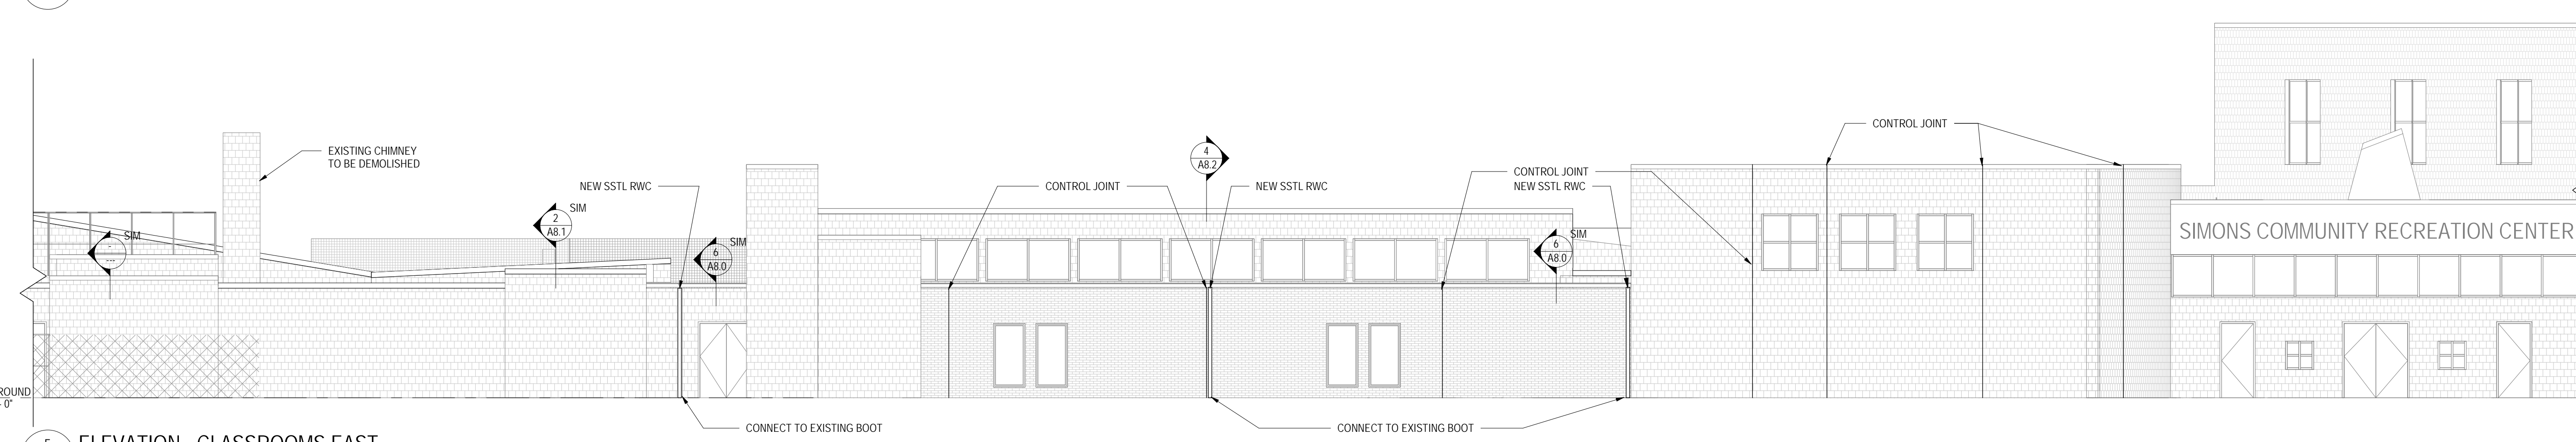 EXISTING CHIMNEY
TO BE DEMOLISHED
SIM
-
---
2
A8.1
SIM
NEW SSTL RWC
6
A8.0
SIM
CONTROL JOINT
4
A8.2
NEW SSTL RWC
CONTROL JOINT
NEW SSTL RWC
6
A8.0
SIM
CONTROL JOINT
SIMONS COMMUNITY RECREATION CENTER
CONNECT TO EXISTING BOOT
CONNECT TO EXISTING BOOT
ROUND
0"
5
ELEVATION - CLASSROOMS EAST